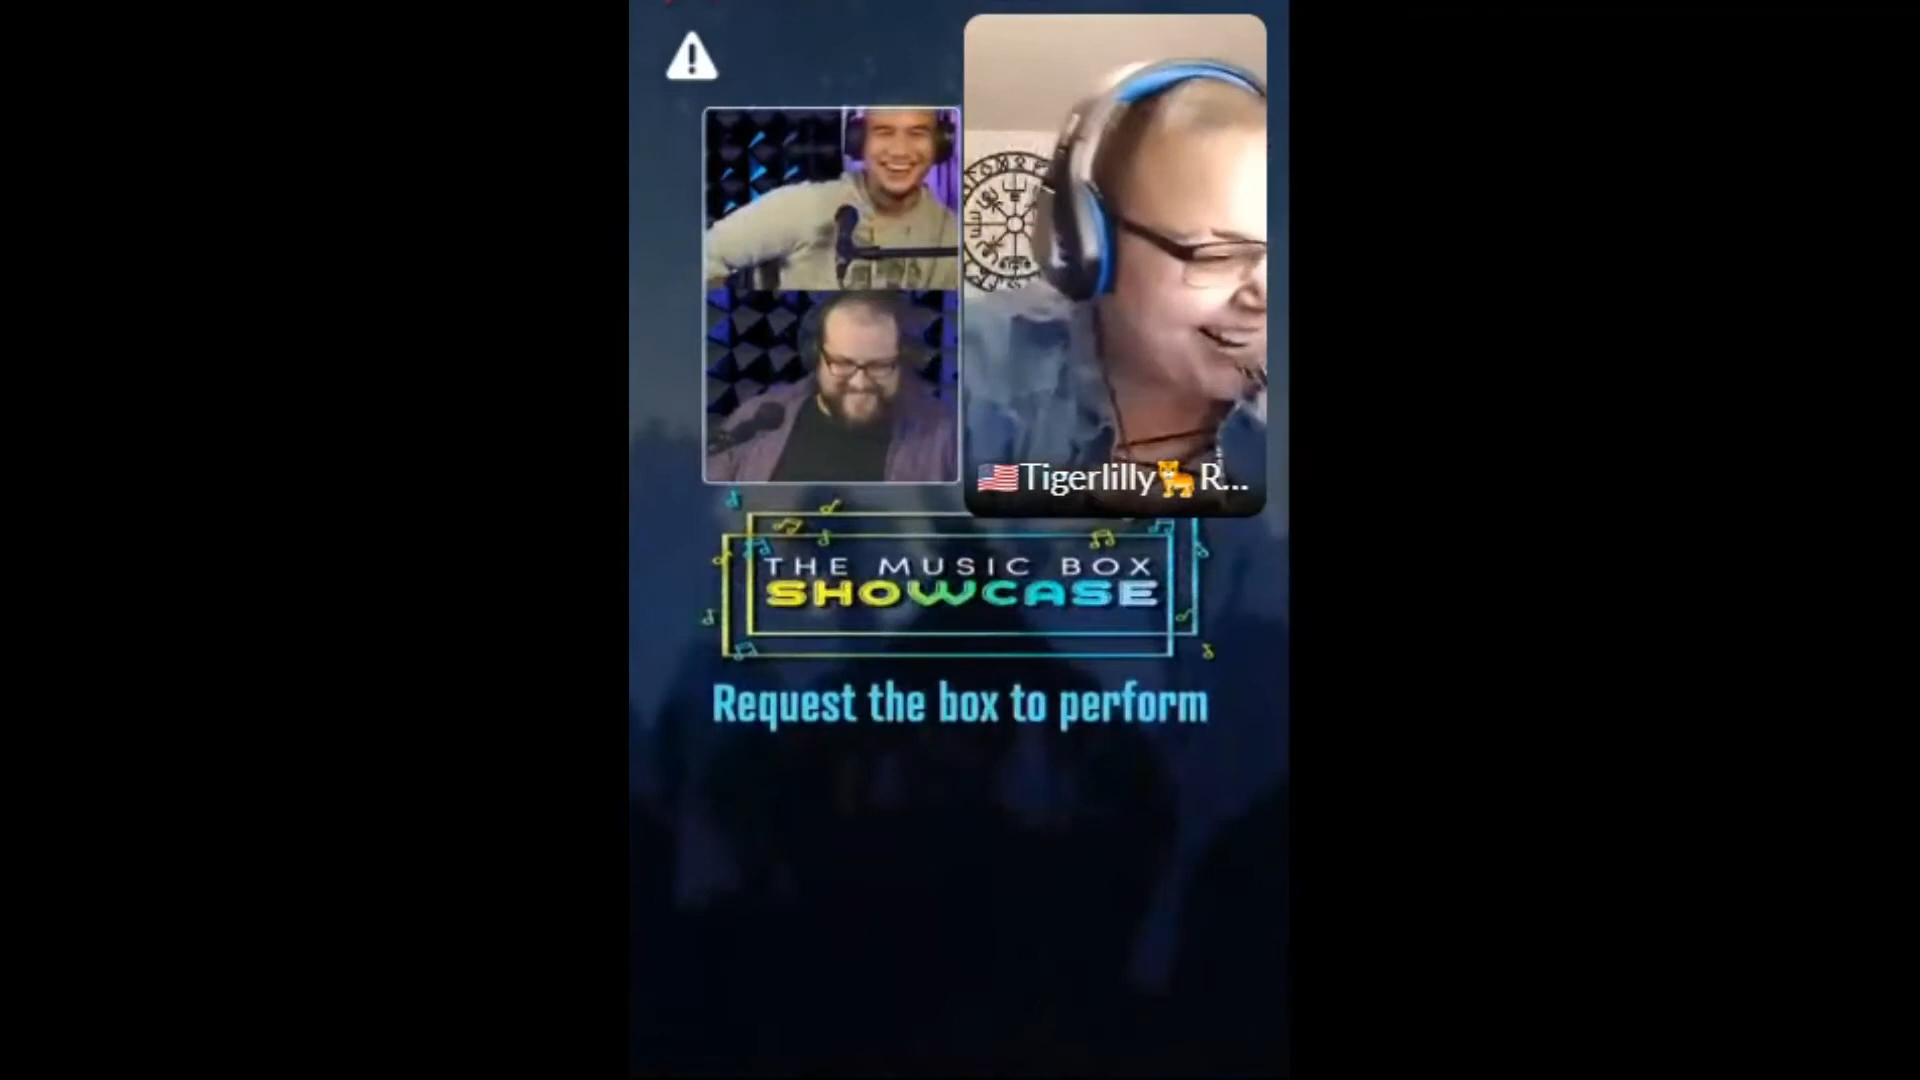 🇺🇸Tigerlilly🐅R...
THE MUSIC BOX
SHOWCASE
Request the box to perform